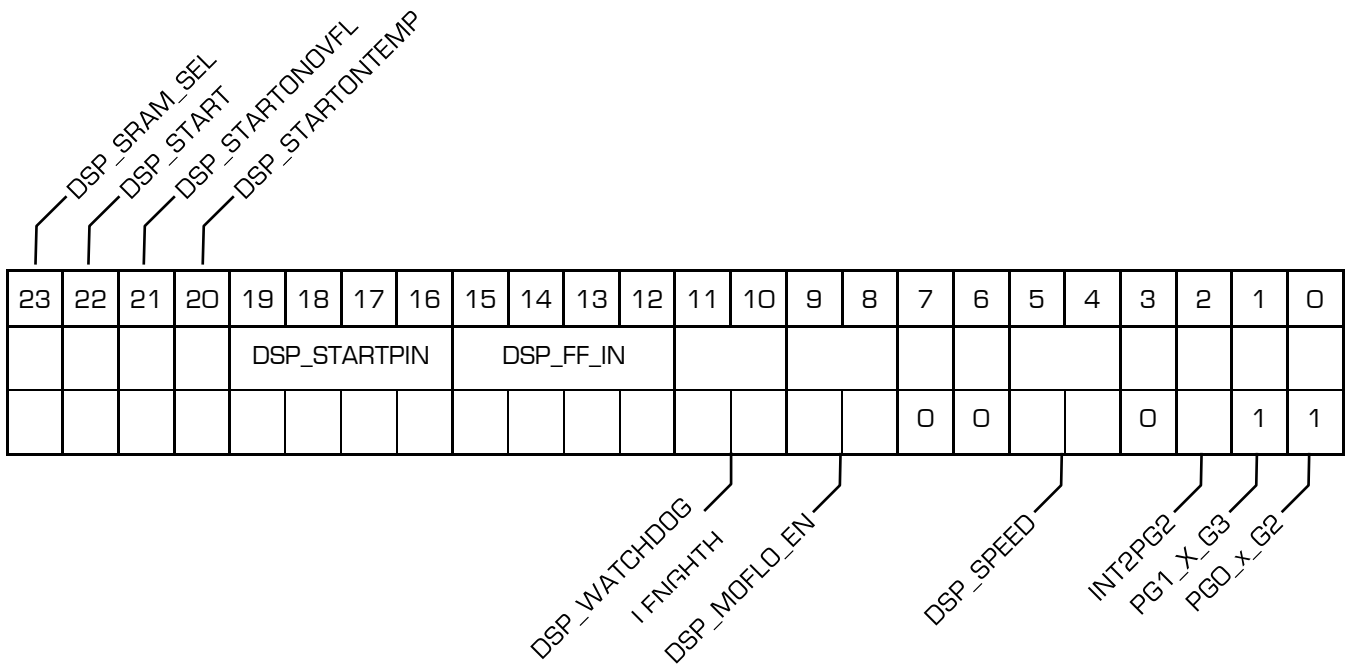 DSP_SRAM_SEL
DSP_START
DSP_STARTONOVFL
DSP_STARTONTEMP
23 22 21 20 19 18 17 16 15 14 13 12 11 10 9 8 7 6 5 4 3 2 1 0
DSP_STARTPIN DSP_FF_IN
0 0 0 1 1
DSP_WATCHDOG
DSP_MOFLO_EN
DSP_SPEED
INT2PG2
PG1_X_G3
PG0_x_G2